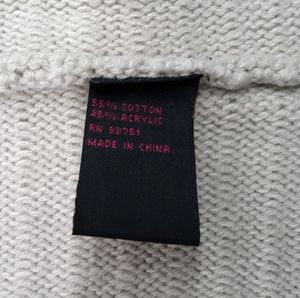 55% COTTON
45% ACRYLIC
RN 93751
MADE IN CHINA